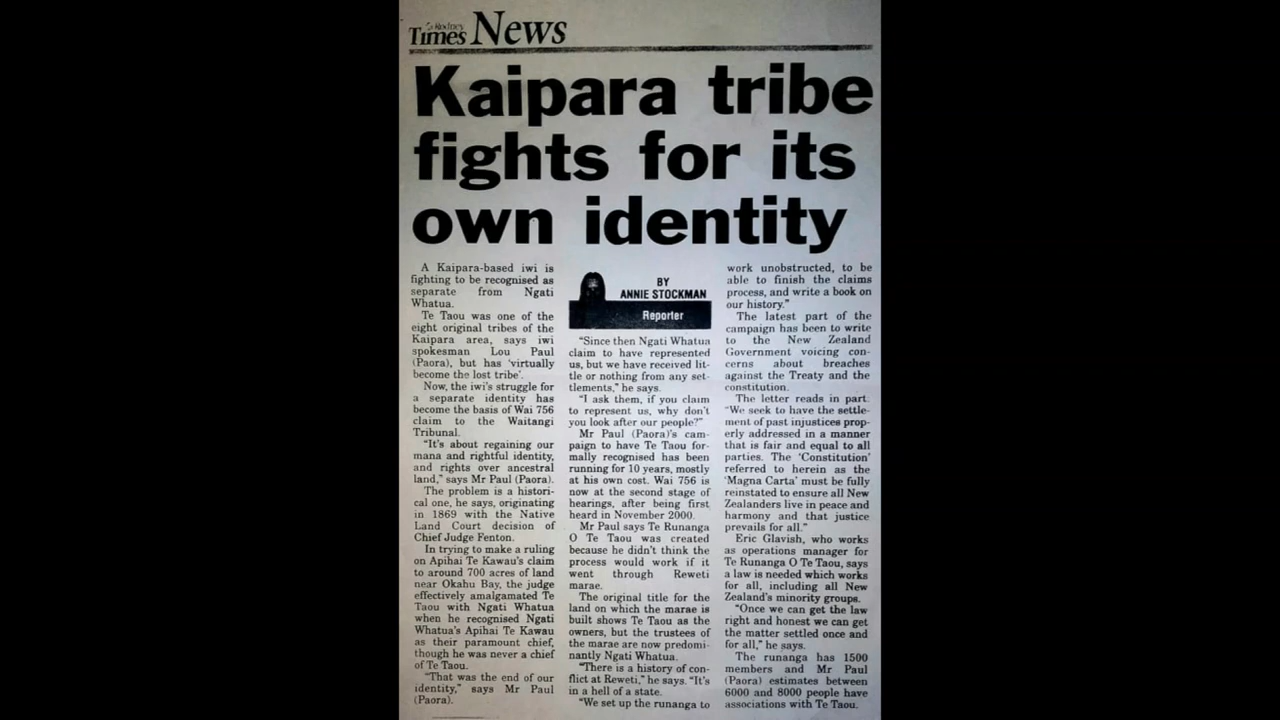 Rodney
Times News
Kaipara tribe
fights for its
own identity
A Kaipara-based iwi is
fighting to be recognised as
separate from Ngati
Whatua.
Te Taou was one of the
eight original tribes of the
Kaipara area, says iwi
spokesman Lou Paul
(Paora), but has 'virtually
become the lost tribe'.
Now, the iwi's struggle for
a separate identity has
become the basis of Wai 756
claim to the Waitangi
Tribunal.
"It's about regaining our
mana and rightful identity,
and rights over ancestral
land," says Mr Paul (Paora).
The problem is a histori-
cal one, he says, originating
in 1869 with the Native
Land Court decision of
Chief Judge Fenton.
In trying to make a ruling
on Apihai Te Kawau's claim
to around 700 acres of land
near Okahu Bay, the judge
effectively amalgamated Te
Taou with Ngati Whatua
when he recognised Ngati
Whatua's Apihai Te Kawau
as their paramount chief,
though he was never a chief
of Te Taou.
"That was the end of our
identity," says Mr Paul
(Paora).
BY
ANNIE STOCKMAN
Reporter
"Since then Ngati Whatua
claim to have represented
us, but we have received lit-
tle or nothing from any set-
tlements," he says.
"I ask them, if you claim
to represent us, why don't
you look after our people?"
Mr Paul (Paora)'s cam-
paign to have Te Taou for-
mally recognised has been
running for 10 years, mostly
at his own cost. Wai 756 is
now at the second stage of
hearings, after being first
heard in November 2000.
Mr Paul says Te Runanga
O Te Taou was created
because he didn't think the
process would work if it
went through Reweti
marae.
The original title for the
land on which the marae is
built shows Te Taou as the
owners, but the trustees of
the marae are now predomi-
nantly Ngati Whatua.
"There is a history of con-
flict at Reweti," he says. "It's
in a hell of a state.
"We set up the runanga to
work unobstructed, to be
able to finish the claims
process, and write a book on
our history."
The latest part of the
campaign has been to write
to the New Zealand
Government voicing con-
cerns about breaches
against the Treaty and the
constitution.
The letter reads in part:
"We seek to have the settle-
ment of past injustices prop-
erly addressed in a manner
that is fair and equal to all
parties. The 'Constitution'
referred to herein as the
'Magna Carta' must be fully
reinstated to ensure all New
Zealanders live in peace and
harmony and that justice
prevails for all."
Eric Glavish, who works
as operations manager for
Te Runanga O Te Taou, says
a law is needed which works
for all, including all New
Zealand's minority groups.
"Once we can get the law
right and honest we can get
the matter settled once and
for all," he says.
The runanga has 1500
members and Mr Paul
(Paora) estimates between
6000 and 8000 people have
associations with Te Taou.